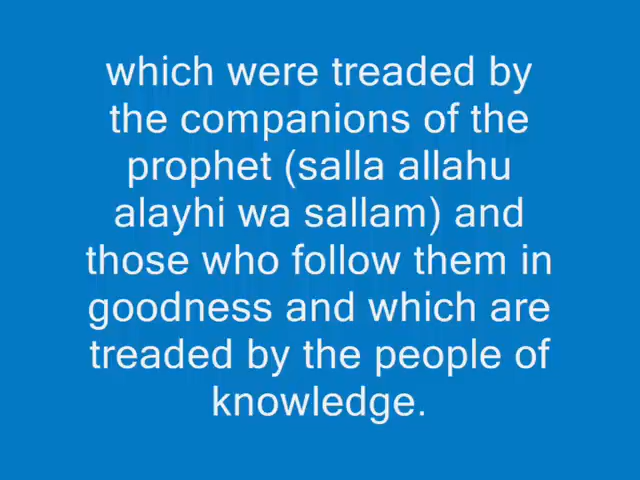 which were treaded by
the companions of the
prophet (salla allahu
alayhi wa sallam) and
those who follow them in
goodness and which are
treaded by the people of
knowledge.